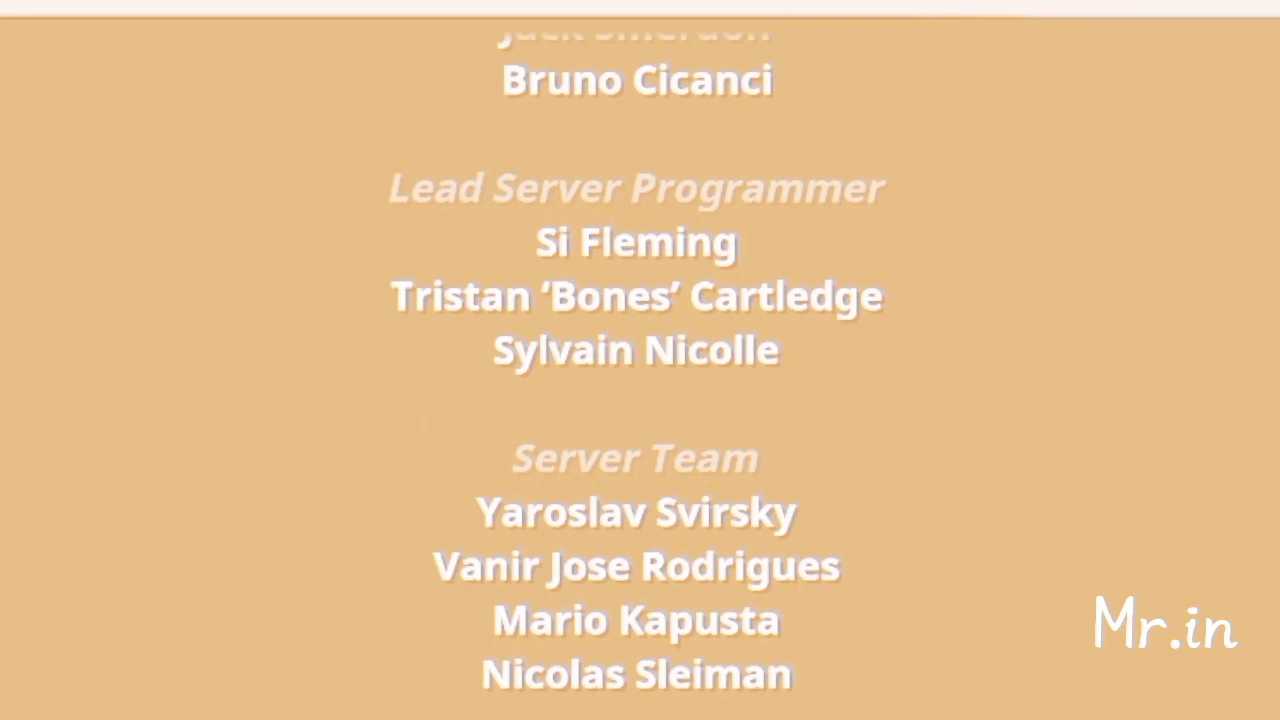 Bruno Cicanci
Lead Server Programmer
Si Fleming
Tristan ‘Bones’ Cartledge
Sylvain Nicolle
Server Team
Yaroslav Svirsky
Vanir Jose Rodrigues
Mario Kapusta
Nicolas Sleiman
Mr.in